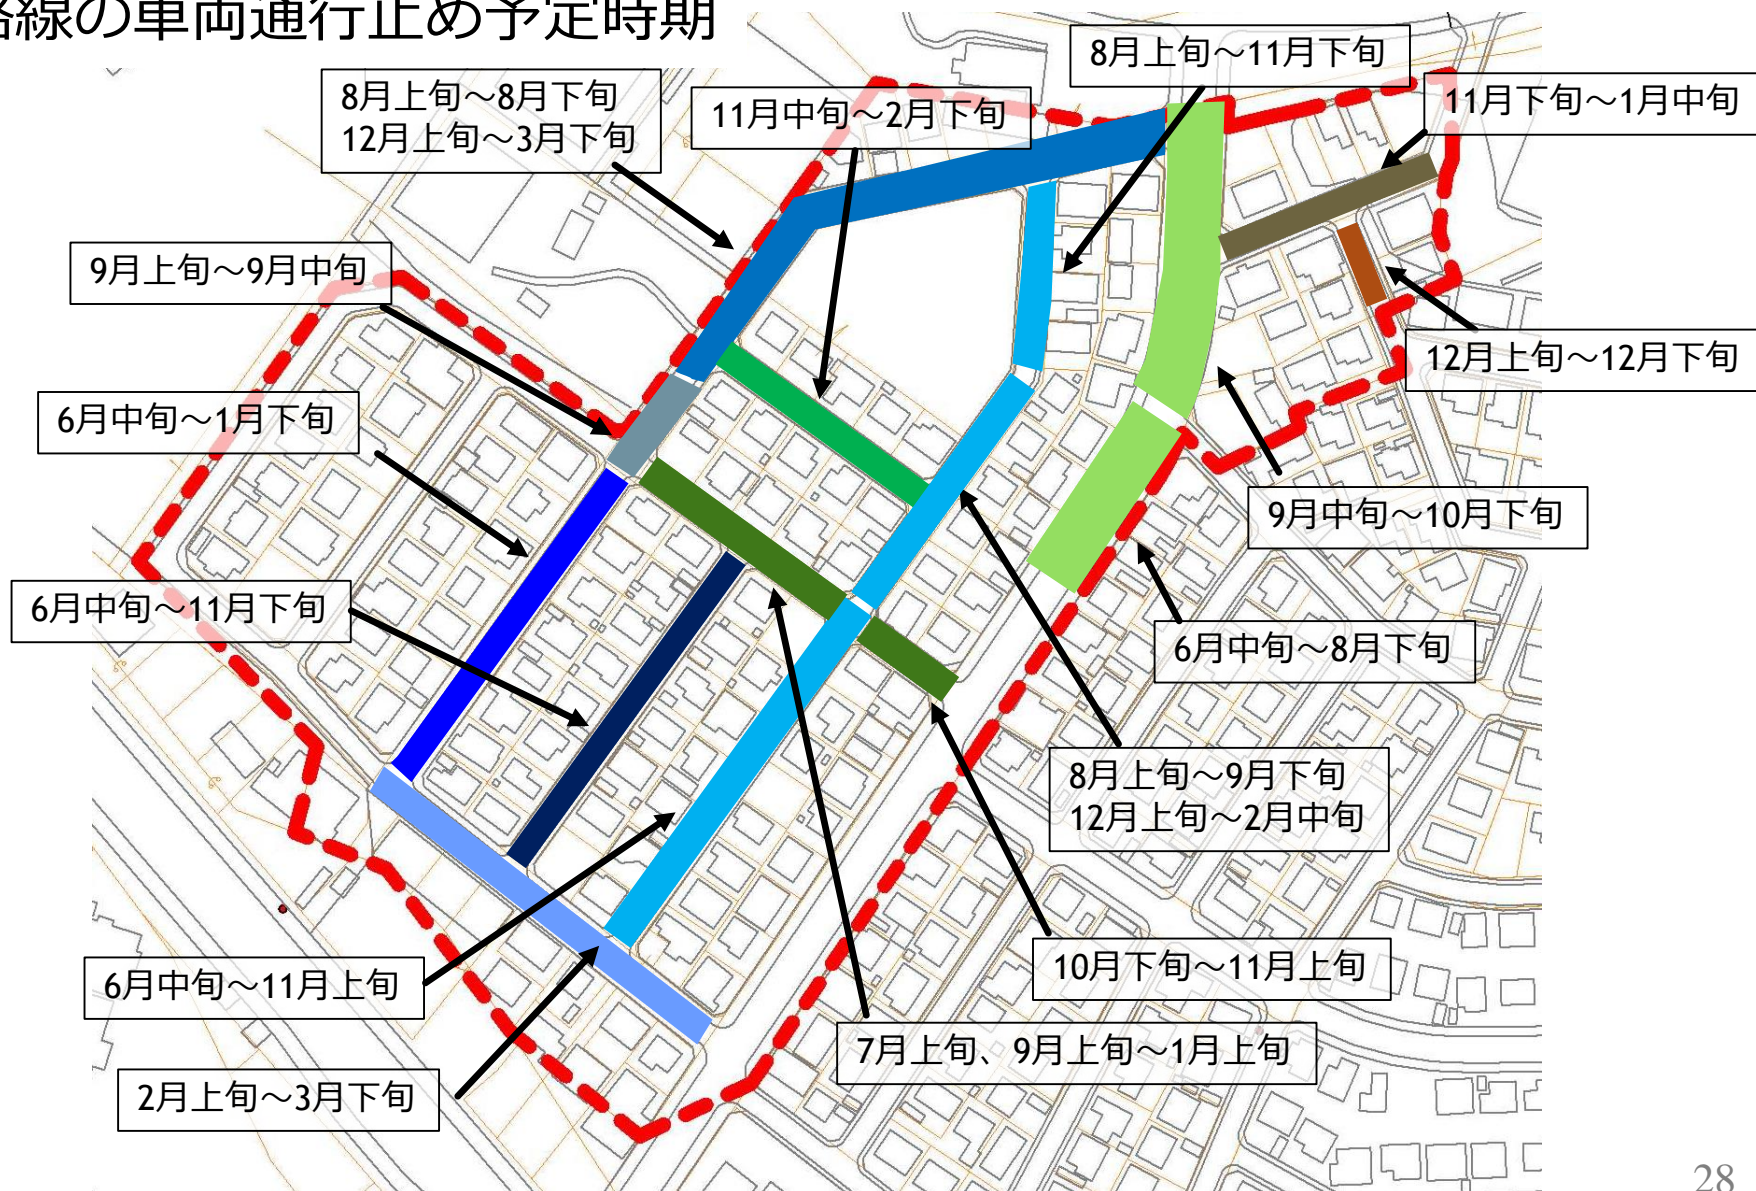 路線の車両通行止め予定時期
8月上旬～11月下旬
8月上旬～8月下旬
12月上旬～3月下旬
11月中旬～2月下旬
11月下旬～1月中旬
9月上旬～9月中旬
12月上旬～12月下旬
6月中旬～1月下旬
9月中旬～10月下旬
6月中旬～11月下旬
6月中旬～8月下旬
8月上旬～9月下旬
12月上旬～2月中旬
10月下旬～11月上旬
6月中旬～11月上旬
7月上旬、9月上旬～1月上旬
2月上旬～3月下旬
28